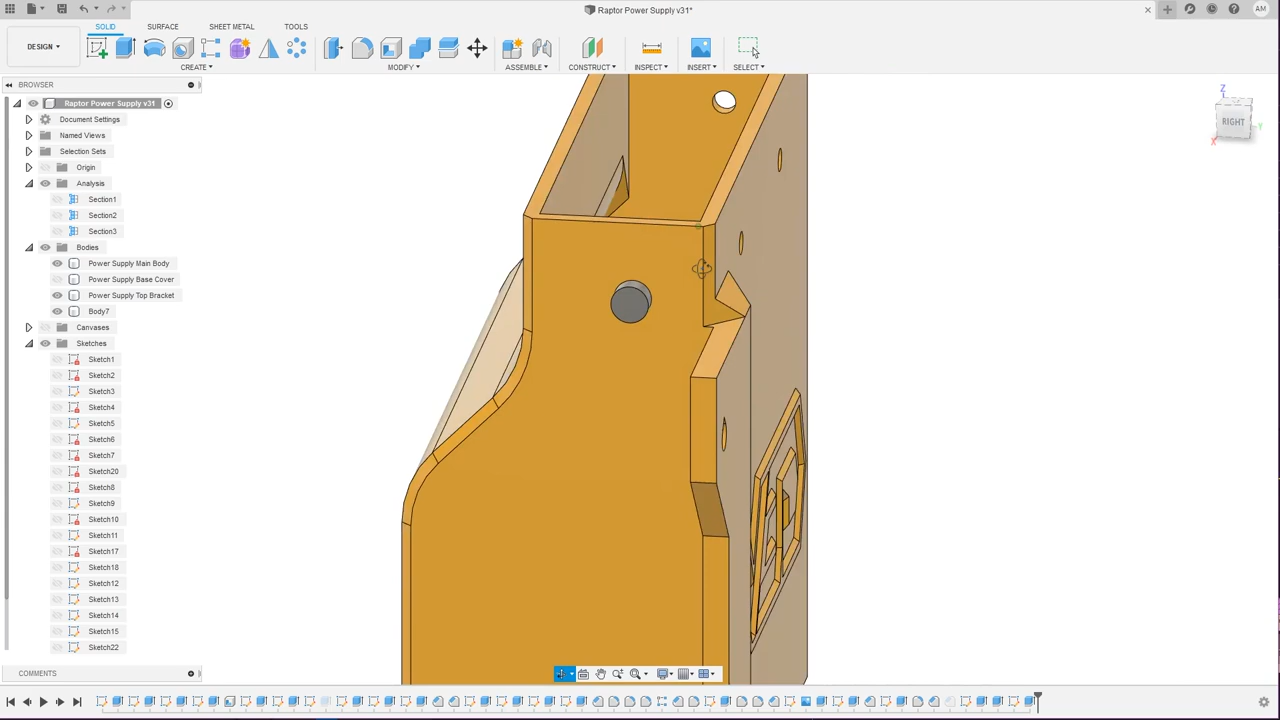 Raptor Power Supply v31*
AM
SOLID SURFACE SHEET METAL TOOLS
DESIGN
CREATE MODIFY ASSEMBLE CONSTRUCT INSPECT INSERT SELECT
BROWSER
Raptor Power Supply v31
Document Settings
Named Views
Selection Sets
Origin
Analysis
Section1
Section2
Section3
Bodies
Power Supply Main Body
Power Supply Base Cover
Power Supply Top Bracket
Body7
Canvases
Sketches
Sketch1
Sketch2
Sketch3
Sketch4
Sketch5
Sketch6
Sketch7
Sketch20
Sketch8
Sketch9
Sketch10
Sketch11
Sketch17
Sketch18
Sketch12
Sketch13
Sketch14
Sketch15
Sketch22
COMMENTS
Z
RIGHT
Y
X